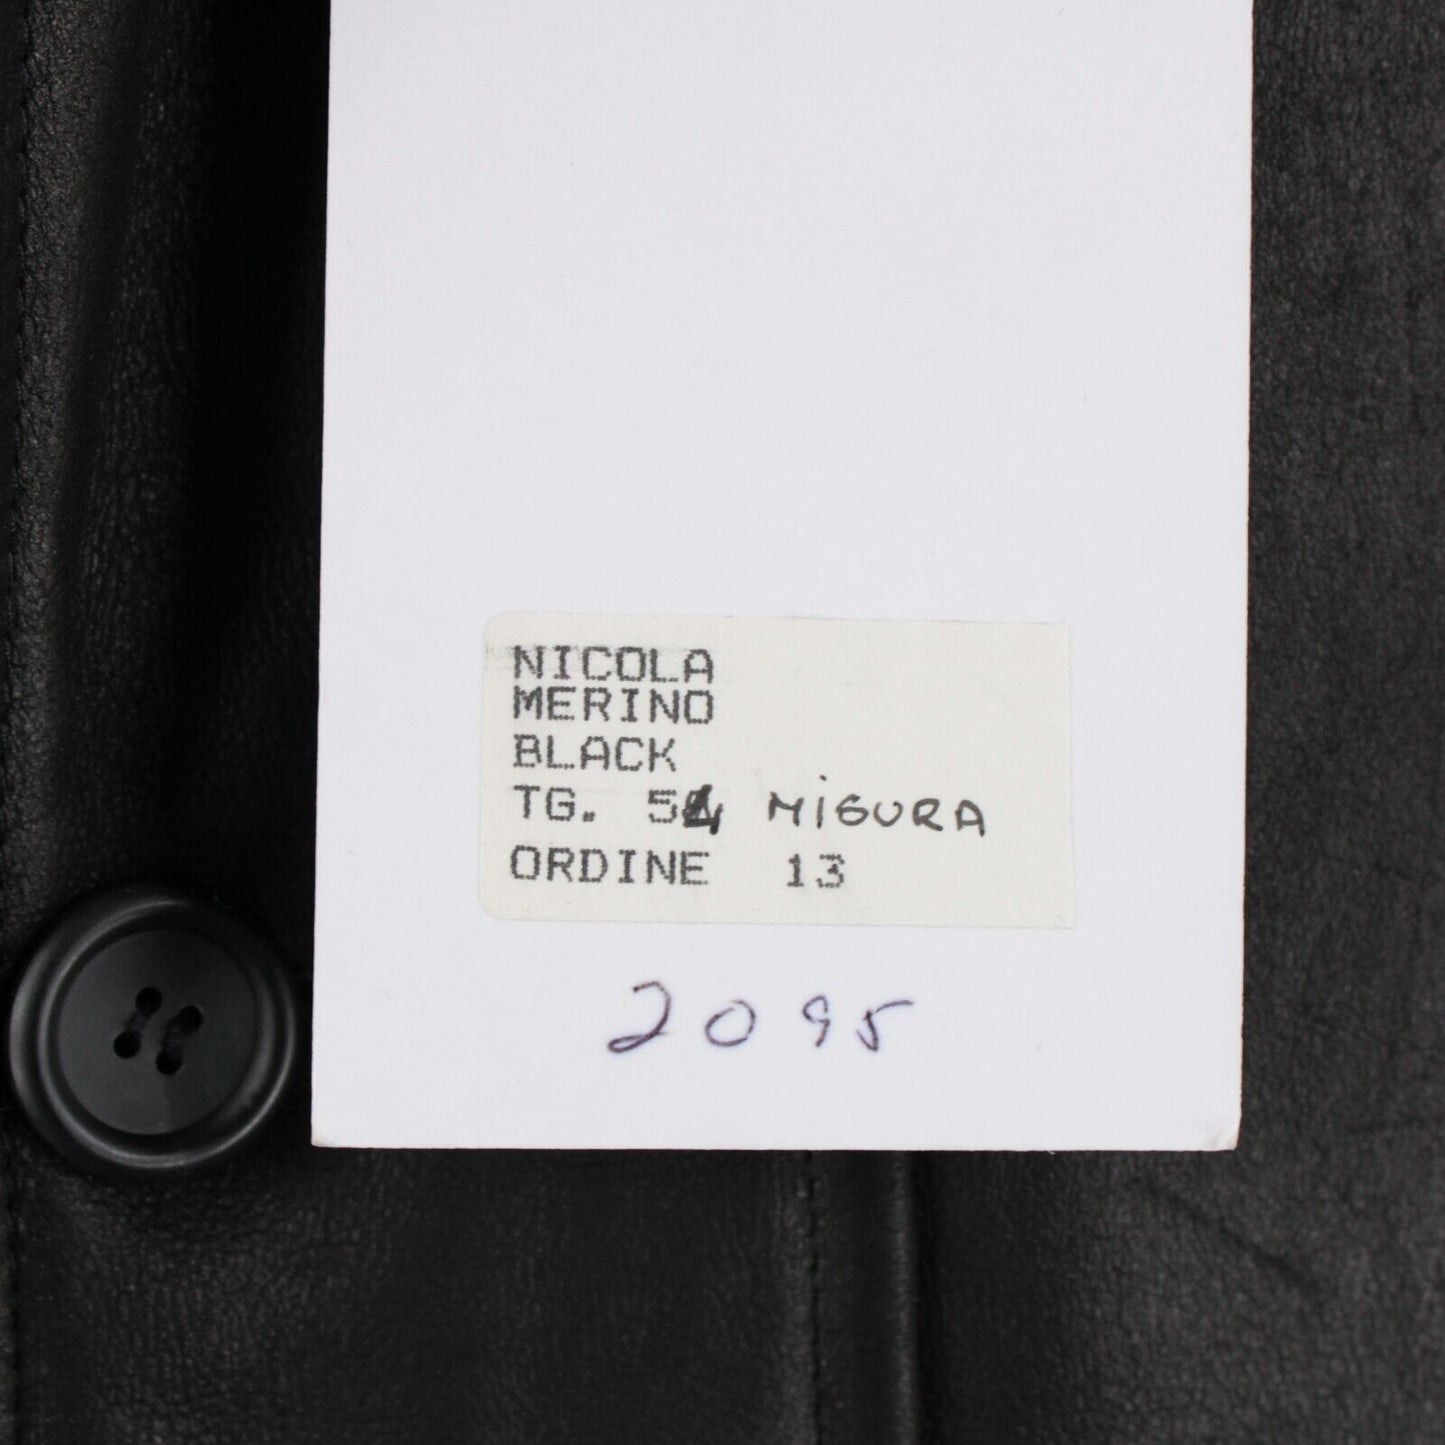 NICOLA
MERINO
BLACK
TG. 54 MISURA
ORDINE 13
2095